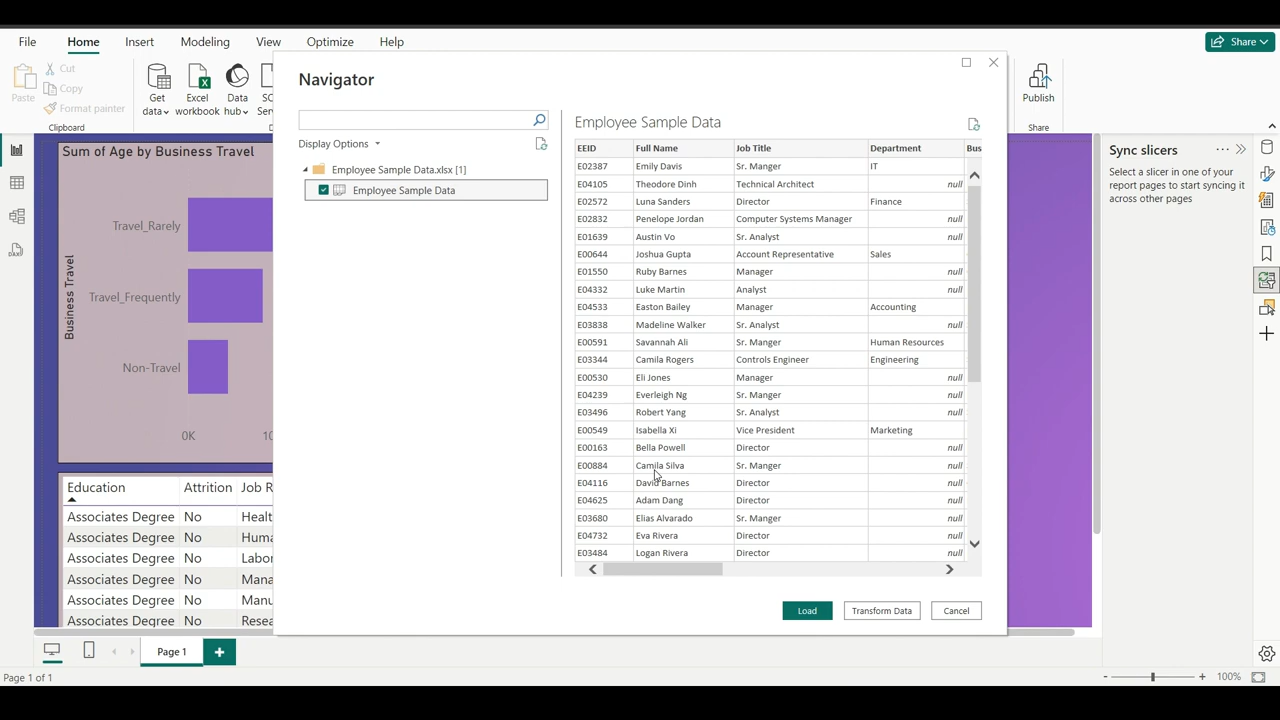 File Home Insert Modeling View Optimize Help Share
Paste Cut Copy Format painter
Clipboard
Get data Excel workbook Data hub
Publish
Share
Navigator
Display Options
Employee Sample Data.xlsx [1]
Employee Sample Data
Employee Sample Data
EEID Full Name Job Title Department Bus
E02387 Emily Davis Sr. Manger IT
E04105 Theodore Dinh Technical Architect null
E02572 Luna Sanders Director Finance
E02832 Penelope Jordan Computer Systems Manager null
E01639 Austin Vo Sr. Analyst null
E00644 Joshua Gupta Account Representative Sales
E01550 Ruby Barnes Manager null
E04332 Luke Martin Analyst null
E04533 Easton Bailey Manager Accounting
E03838 Madeline Walker Sr. Analyst null
E00591 Savannah Ali Sr. Manger Human Resources
E03344 Camila Rogers Controls Engineer Engineering
E00530 Eli Jones Manager null
E04239 Everleigh Ng Sr. Manger null
E03496 Robert Yang Sr. Analyst null
E00549 Isabella Xi Vice President Marketing
E00163 Bella Powell Director null
E00884 Camila Silva Sr. Manger null
E04116 David Barnes Director null
E04625 Adam Dang Director null
E03680 Elias Alvarado Sr. Manger null
E04732 Eva Rivera Director null
E03484 Logan Rivera Director null
Load Transform Data Cancel
Sum of Age by Business Travel
Business Travel
Travel_Rarely
Travel_Frequently
Non-Travel
0K 10
Education Attrition Job R
Associates Degree No Healt
Associates Degree No Huma
Associates Degree No Labor
Associates Degree No Mana
Associates Degree No Manu
Associates Degree No Resea
Sync slicers
Select a slicer in one of your
report pages to start syncing it
across other pages
Page 1
Page 1 of 1
- + 100%